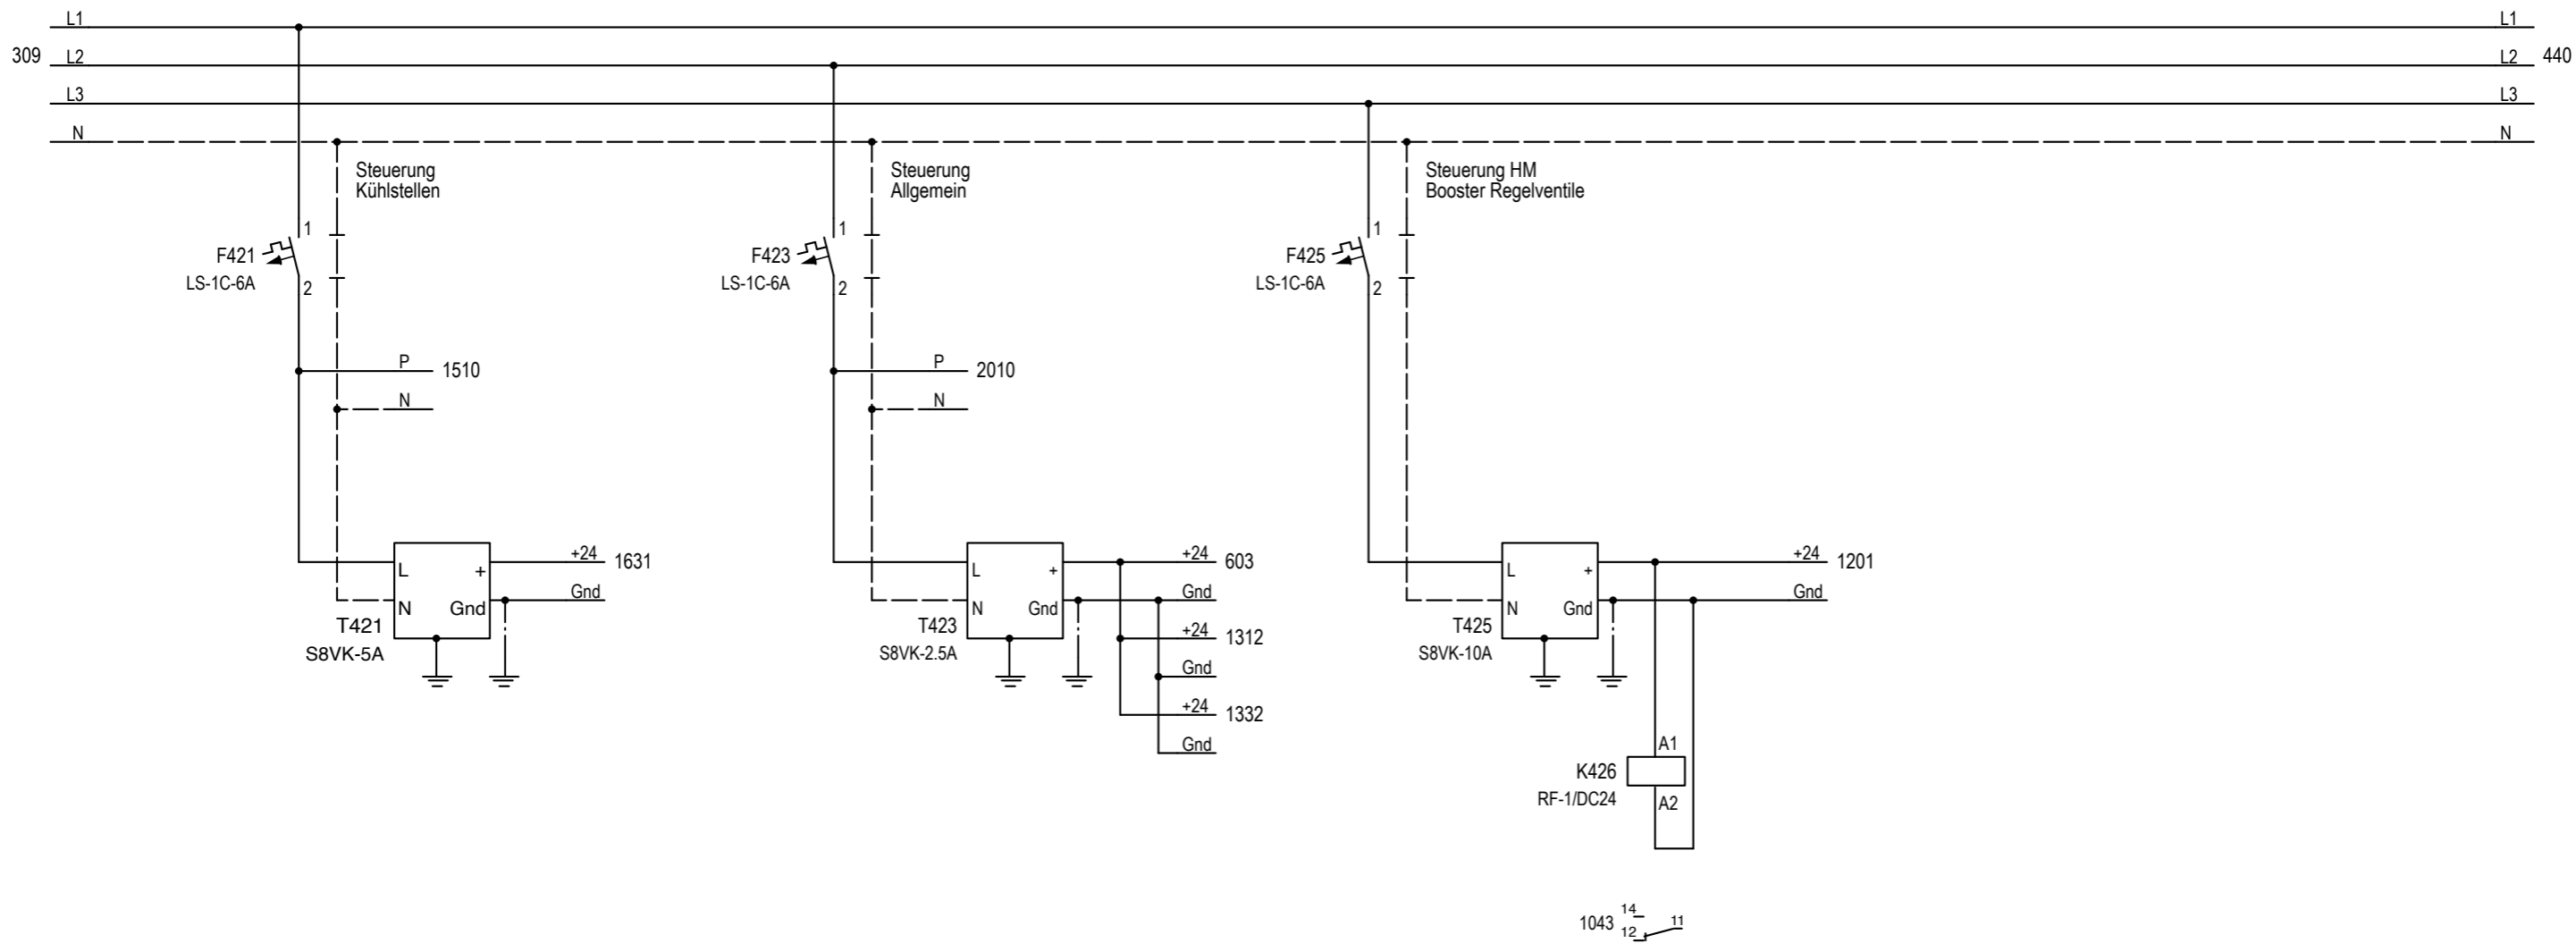 L1 L1
309 L2 L2 440
L3 L3
N N
Steuerung
Kühlstellen
Steuerung
Allgemein
Steuerung HM
Booster Regelventile
1 1 1
F421 F423 F425
LS-1C-6A LS-1C-6A LS-1C-6A
2 2 2
P 1510 P 2010
N N
+24 1631 +24 603 +24 1201
L + L + L +
Gnd Gnd Gnd
N Gnd N Gnd N Gnd
T421 T423 T425
+24 1312
S8VK-5A S8VK-2.5A S8VK-10A
Gnd
+24 1332
Gnd
A1
K426
RF-1/DC24
A2
14 11
1043
12